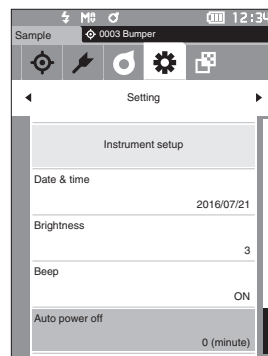 M 12:34
Sample 0003 Bumper
Setting
Instrument setup
Date & time
2016/07/21
Brightness
3
Beep
ON
Auto power off
0 (minute)